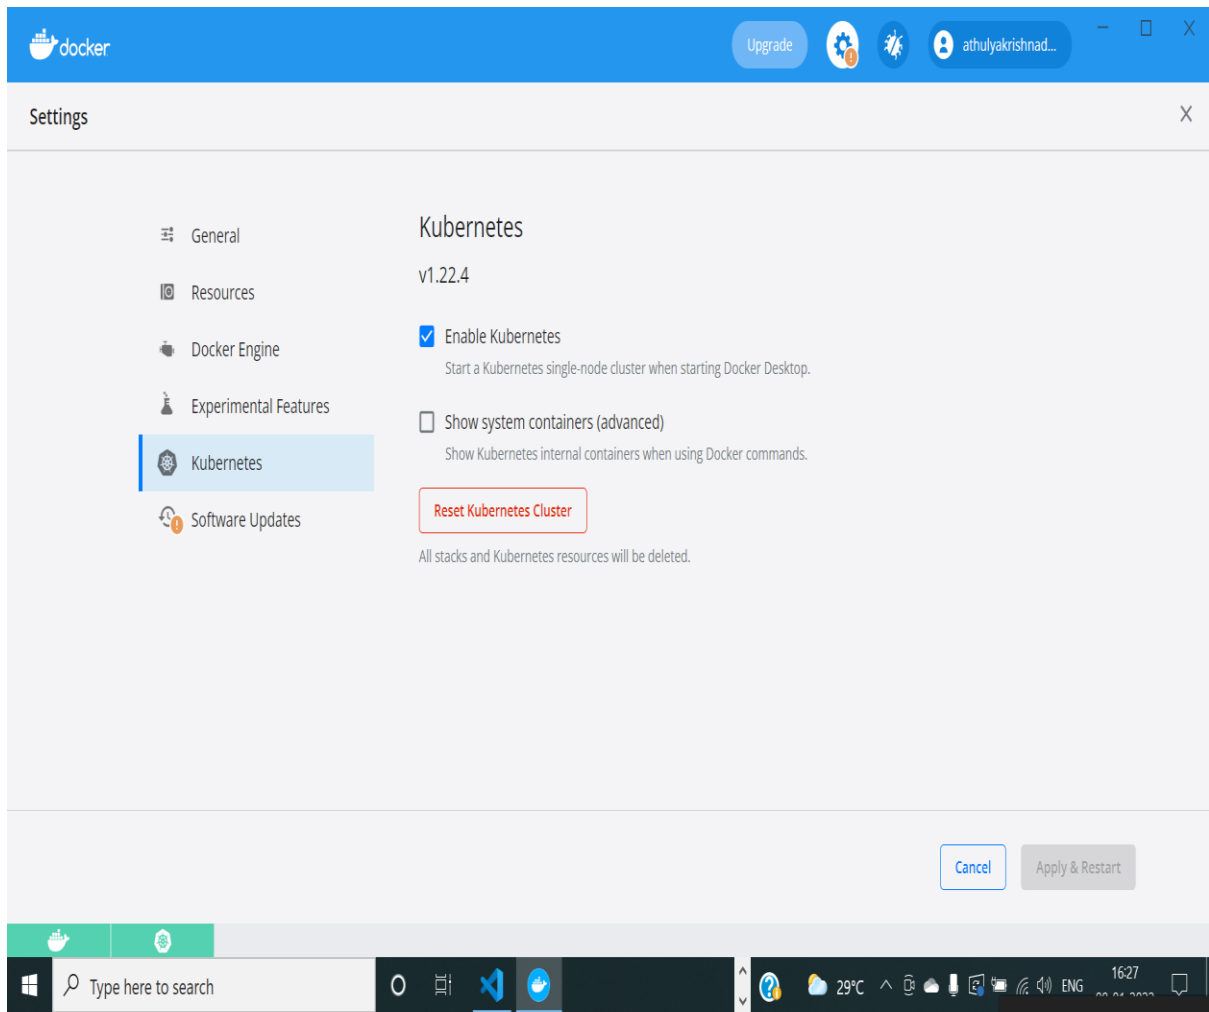 docker
Upgrade
athulyakrishnad...
Settings
General
Resources
Docker Engine
Experimental Features
Kubernetes
Software Updates
Kubernetes
v1.22.4
Enable Kubernetes
Start a Kubernetes single-node cluster when starting Docker Desktop.
Show system containers (advanced)
Show Kubernetes internal containers when using Docker commands.
Reset Kubernetes Cluster
All stacks and Kubernetes resources will be deleted.
Cancel
Apply & Restart
Type here to search
29°C
ENG
16:27